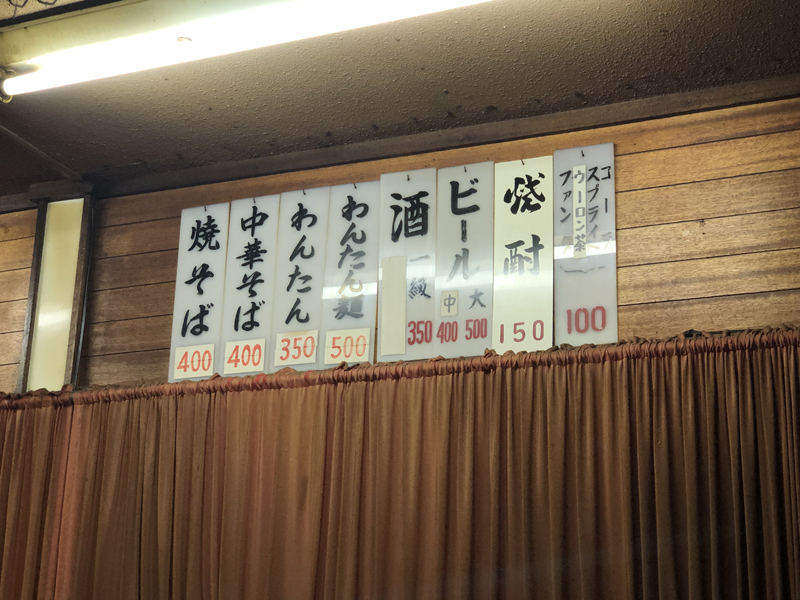 焼そば
400
中華そば
400
わんたん
350
わんたん麺
500
酒
一級
350
ビール
中
大
400
500
焼酎
150
コーラ
スプライト
ウーロン茶
ファンタ
100